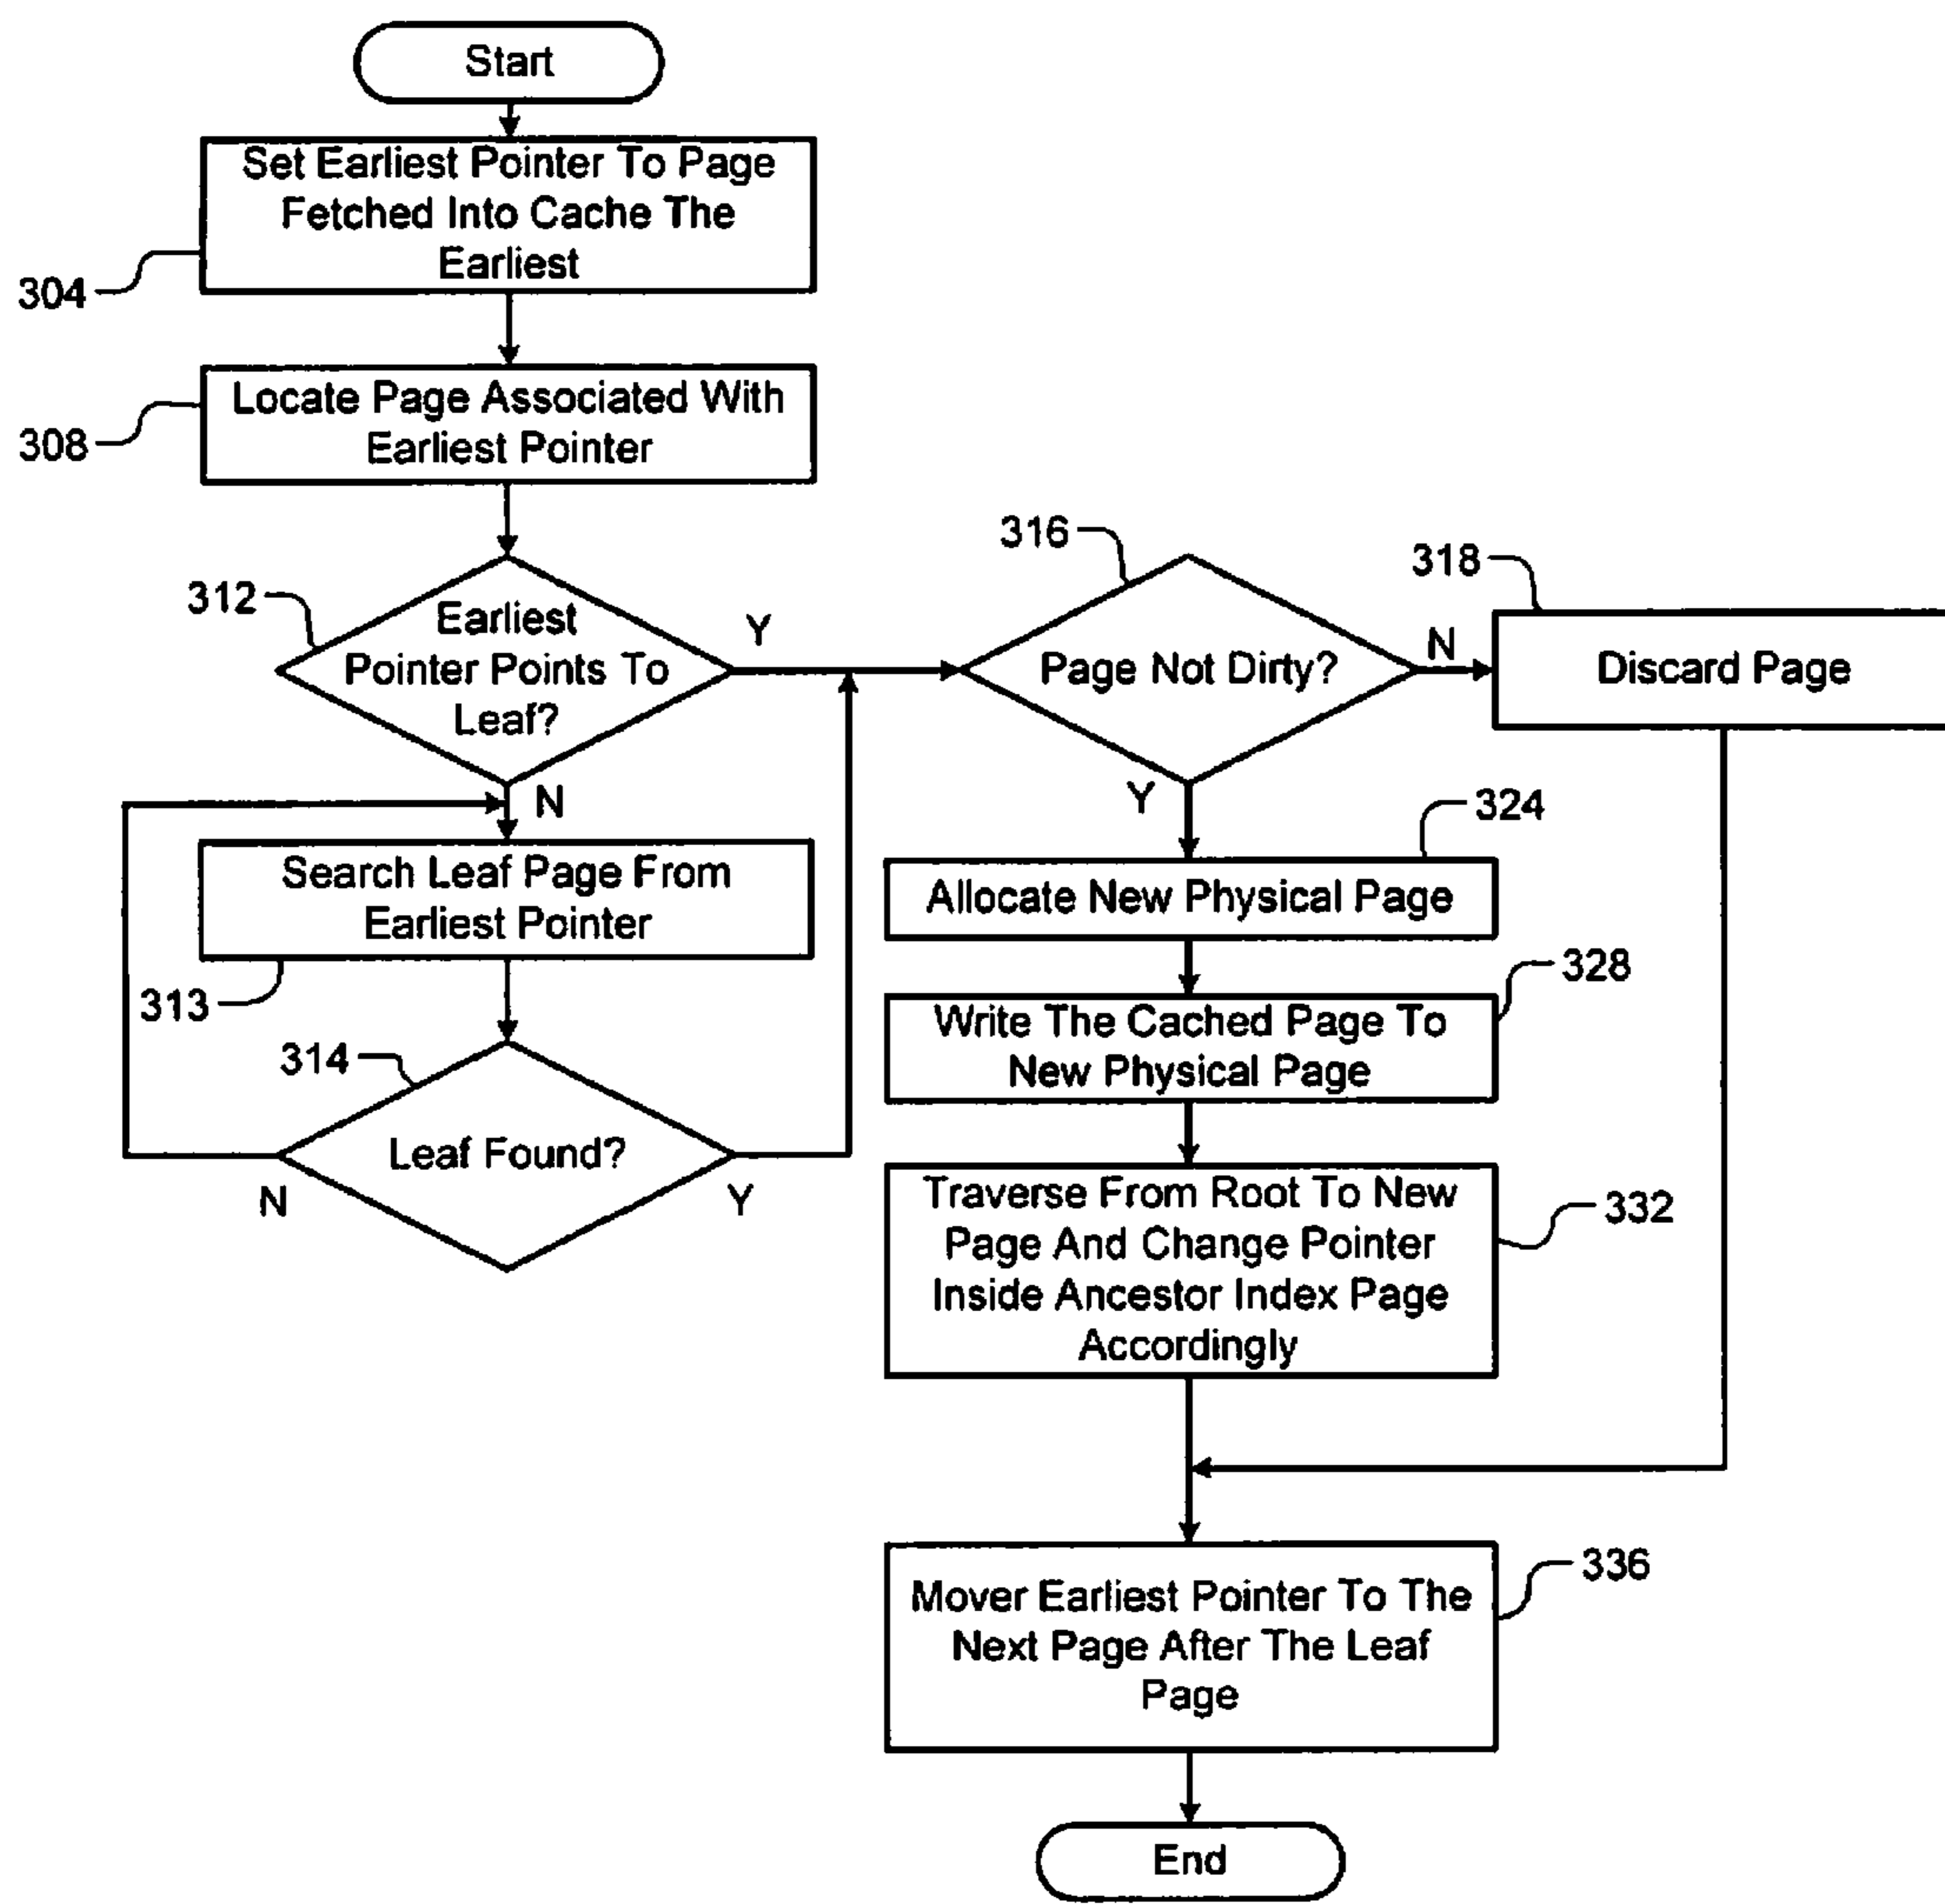 Start
Set Earliest Pointer To Page
Fetched Into Cache The
Earliest
304
Locate Page Associated With
Earliest Pointer
308
312
Earliest
Pointer Points To
Leaf?
Y
N
Search Leaf Page From
Earliest Pointer
313
314
Leaf Found?
N
Y
316
Page Not Dirty?
N
Y
318
Discard Page
324
Allocate New Physical Page
328
Write The Cached Page To
New Physical Page
Traverse From Root To New
Page And Change Pointer
Inside Ancestor Index Page
Accordingly
332
336
Mover Earliest Pointer To The
Next Page After The Leaf
Page
End